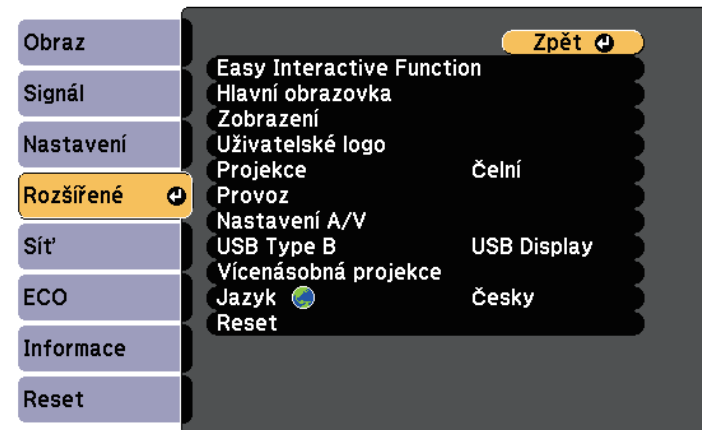 Obraz
Signál
Nastavení
Rozšířené
Síť
ECO
Informace
Reset
Zpět
Easy Interactive Function
Hlavní obrazovka
Zobrazení
Uživatelské logo
Projekce Čelní
Provoz
Nastavení A/V
USB Type B USB Display
Vícenásobná projekce
Jazyk Česky
Reset